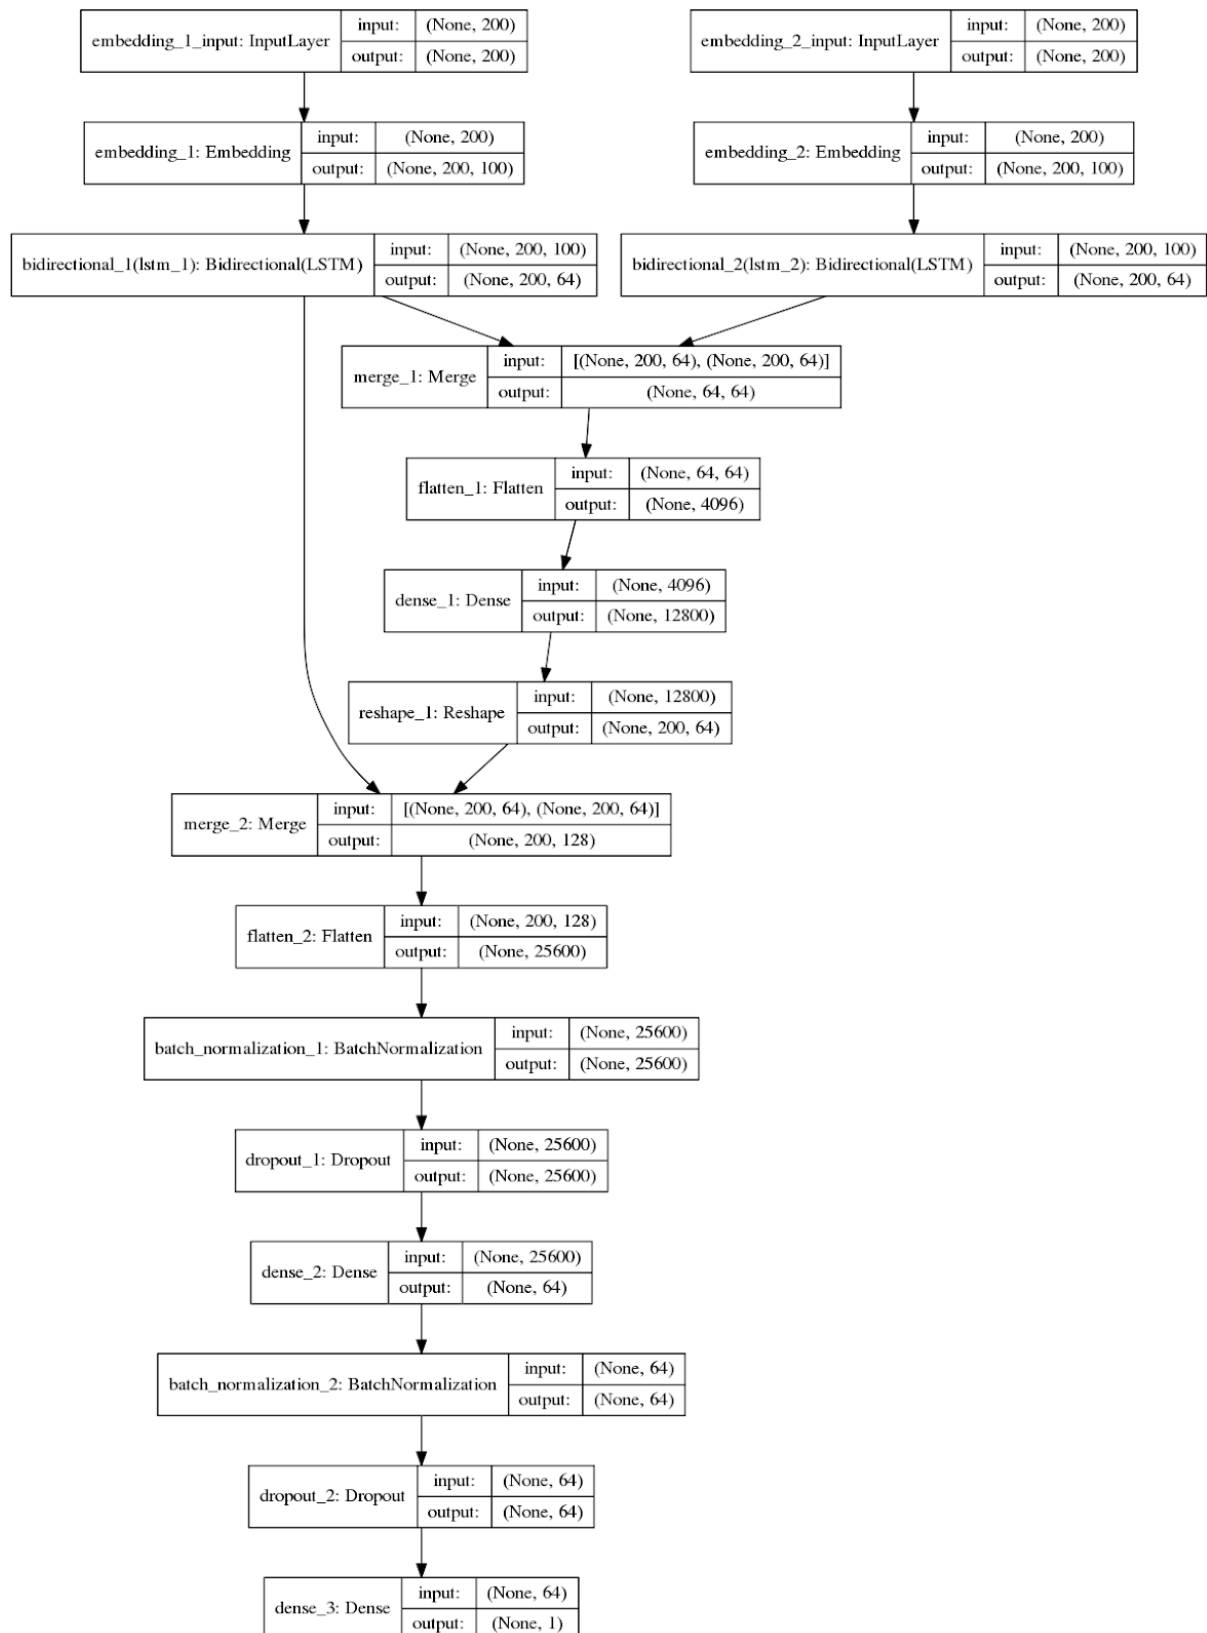 embedding_1_input: InputLayer
input: (None, 200)
output: (None, 200)
embedding_2_input: InputLayer
input: (None, 200)
output: (None, 200)
embedding_1: Embedding
input: (None, 200)
output: (None, 200, 100)
embedding_2: Embedding
input: (None, 200)
output: (None, 200, 100)
bidirectional_1(lstm_1): Bidirectional(LSTM)
input: (None, 200, 100)
output: (None, 200, 64)
bidirectional_2(lstm_2): Bidirectional(LSTM)
input: (None, 200, 100)
output: (None, 200, 64)
merge_1: Merge
input: [(None, 200, 64), (None, 200, 64)]
output: (None, 64, 64)
flatten_1: Flatten
input: (None, 64, 64)
output: (None, 4096)
dense_1: Dense
input: (None, 4096)
output: (None, 12800)
reshape_1: Reshape
input: (None, 12800)
output: (None, 200, 64)
merge_2: Merge
input: [(None, 200, 64), (None, 200, 64)]
output: (None, 200, 128)
flatten_2: Flatten
input: (None, 200, 128)
output: (None, 25600)
batch_normalization_1: BatchNormalization
input: (None, 25600)
output: (None, 25600)
dropout_1: Dropout
input: (None, 25600)
output: (None, 25600)
dense_2: Dense
input: (None, 25600)
output: (None, 64)
batch_normalization_2: BatchNormalization
input: (None, 64)
output: (None, 64)
dropout_2: Dropout
input: (None, 64)
output: (None, 64)
dense_3: Dense
input: (None, 64)
output: (None, 1)